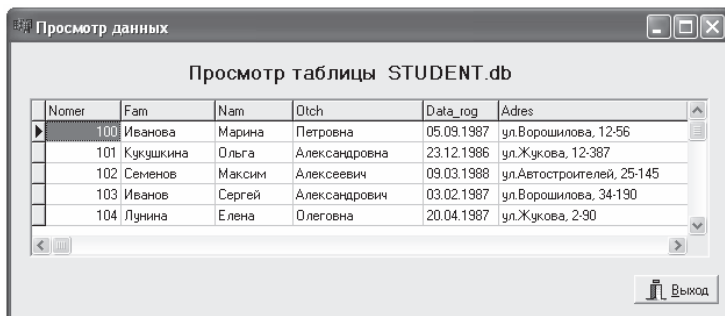 Просмотр данных
Просмотр таблицы STUDENT.db
Nomer Fam Nam Otch Data_rog Adres
100 Иванова Марина Петровна 05.09.1987 ул.Ворошилова, 12-56
101 Кукушкина Ольга Александровна 23.12.1986 ул.Жукова, 12-387
102 Семенов Максим Алексеевич 09.03.1988 ул.Автостроителей, 25-145
103 Иванов Сергей Александрович 03.02.1987 ул.Ворошилова, 34-190
104 Лунина Елена Олеговна 20.04.1987 ул.Жукова, 2-90
Выход